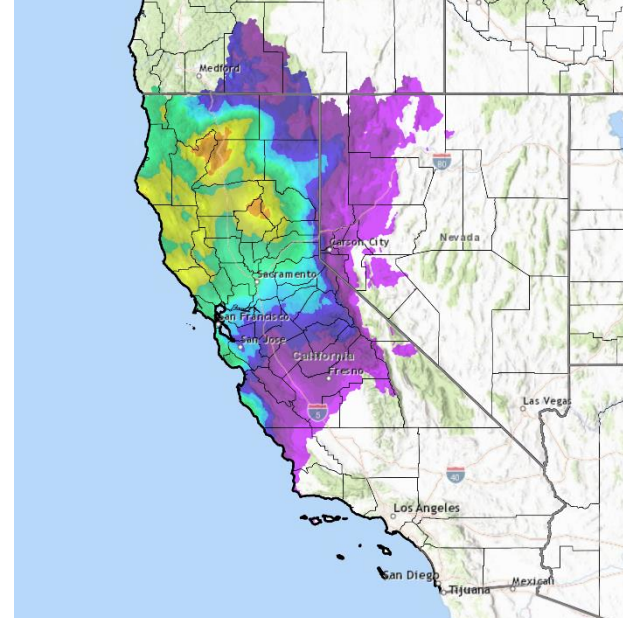 Medford
80
Carson City
Nevada
Sacramento
San Francisco
San Jose
California
Fresno
5
Las Vegas
40
Los Angeles
San Diego
Tijuana
Mexicali